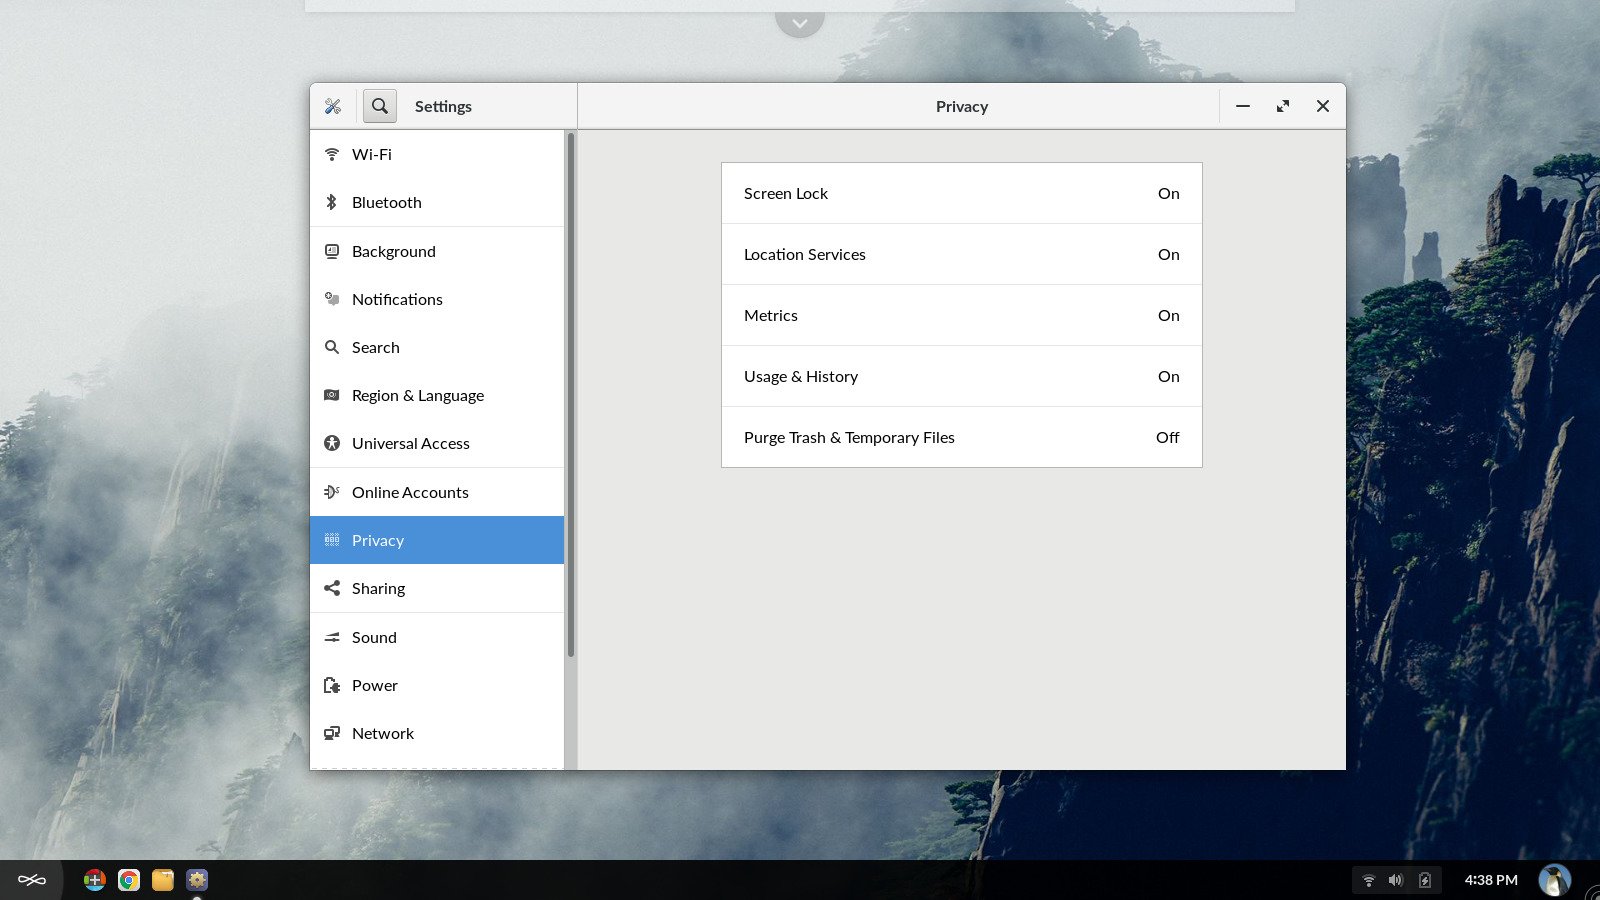 Settings
Privacy
Wi-Fi
Bluetooth
Background
Notifications
Search
Region & Language
Universal Access
Online Accounts
Privacy
Sharing
Sound
Power
Network
Screen Lock On
Location Services On
Metrics On
Usage & History On
Purge Trash & Temporary Files Off
4:38 PM